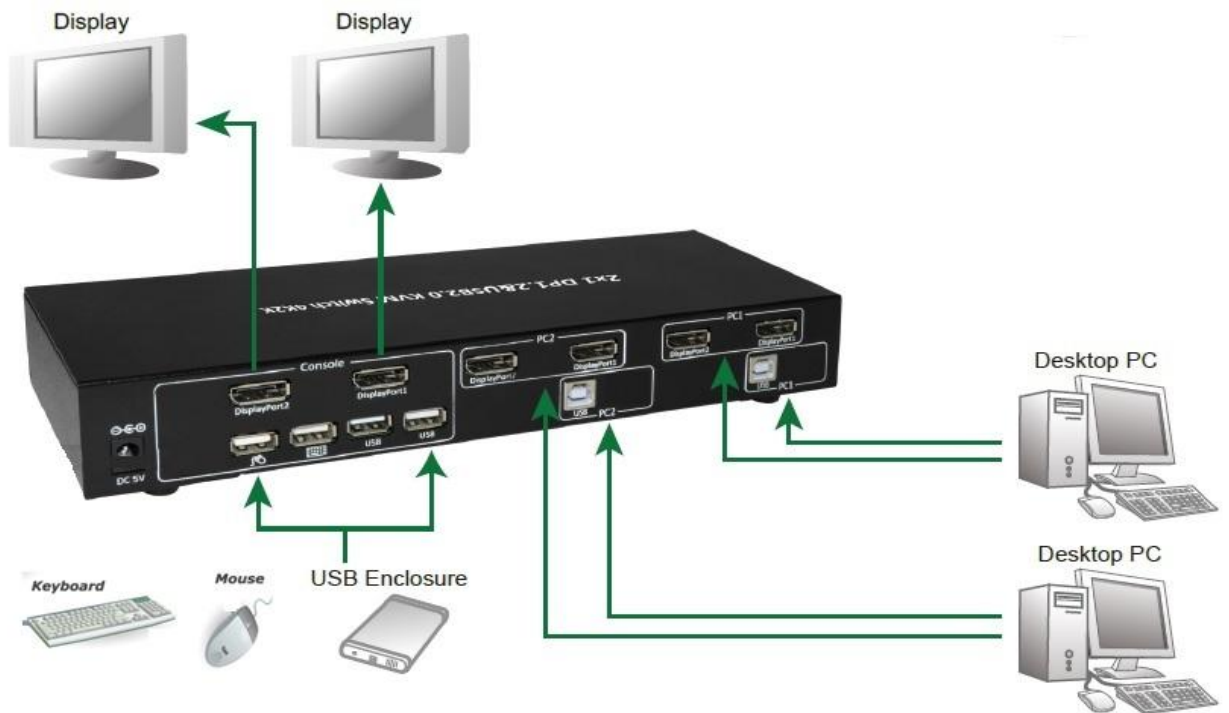 Display
Display
2x1 DP1.2&USB2.0 KVM Switch 4K2K
Console
DisplayPort2
DisplayPort1
USB
USB
DC 5V
PC2
DisplayPort2
DisplayPort1
USB
PC2
PC1
DisplayPort2
DisplayPort1
USB
PC1
Desktop PC
Desktop PC
Keyboard
Mouse
USB Enclosure